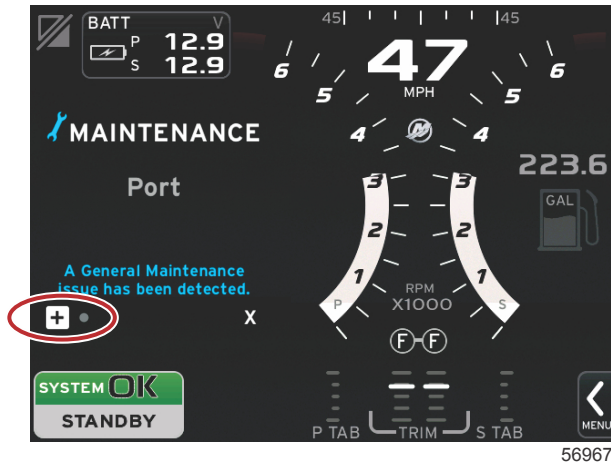 BATT V
P 12.9
S 12.9
45 45
47
MPH
6 6
5 5
4 4
3 3
2 2
1 1
RPM
X1000
P S
F F
MAINTENANCE
Port
A General Maintenance
issue has been detected.
+ X
223.6
GAL
SYSTEM OK
STANDBY
P TAB TRIM S TAB
MENU
56967